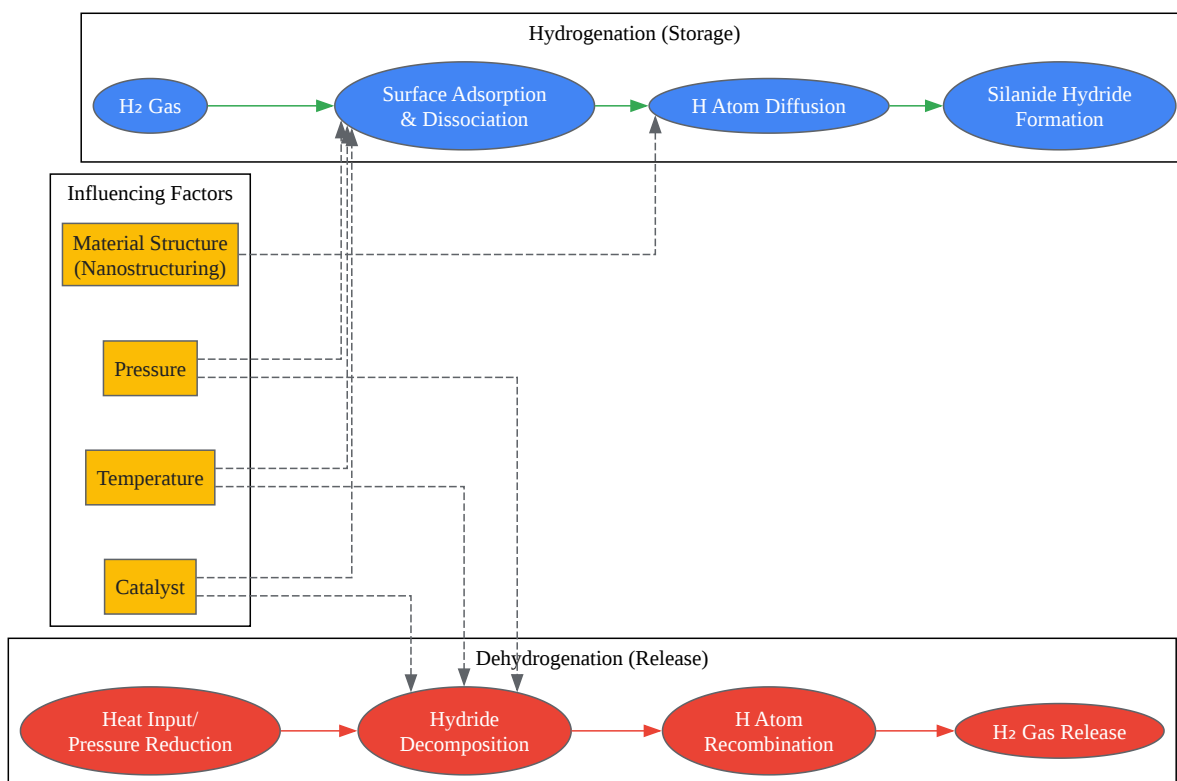 Hydrogenation (Storage)
H₂ Gas
Surface Adsorption
& Dissociation
H Atom Diffusion
Silanide Hydride
Formation
Influencing Factors
Material Structure
(Nanostructuring)
Pressure
Temperature
Catalyst
Dehydrogenation (Release)
Heat Input/
Pressure Reduction
Hydride
Decomposition
H Atom
Recombination
H₂ Gas Release